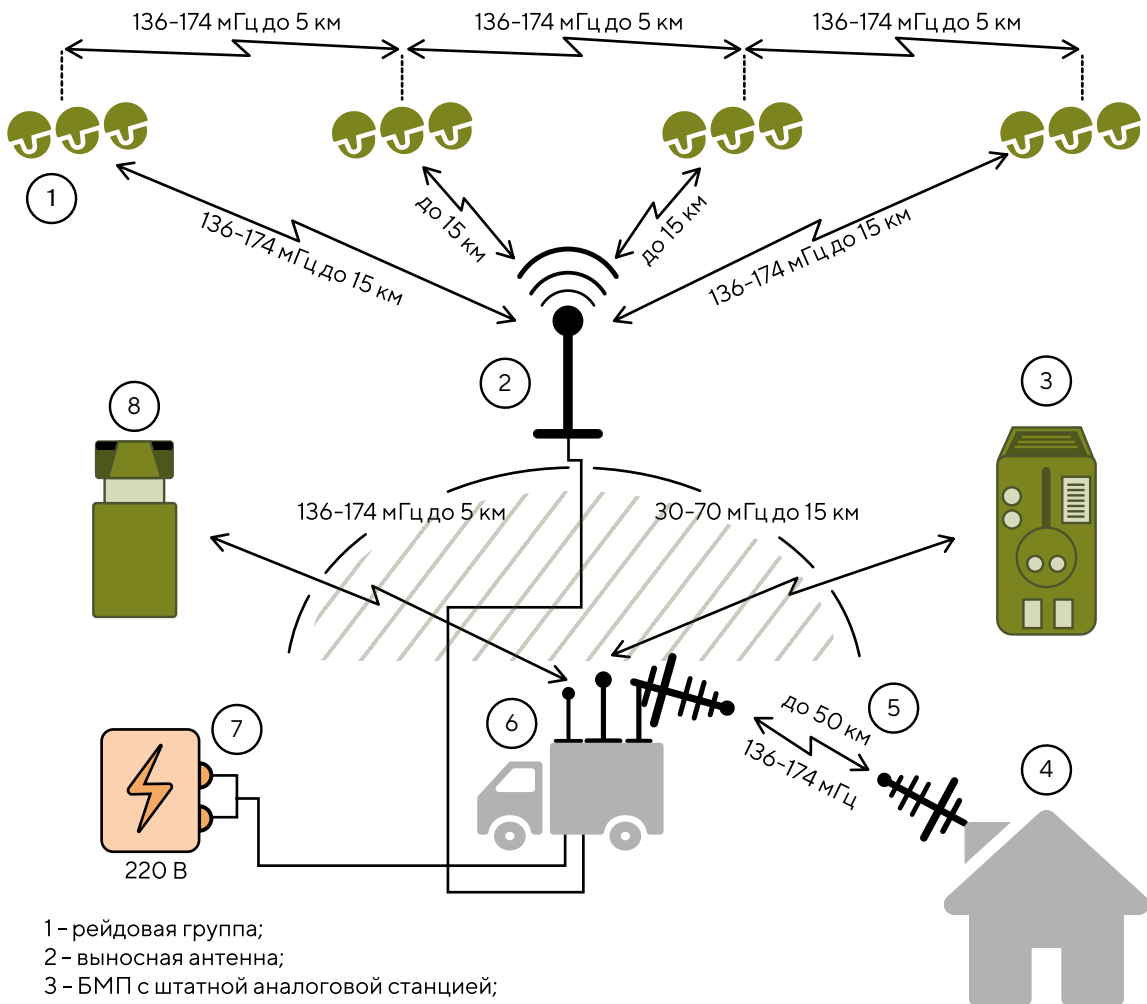 136–174 мГц до 5 км
136–174 мГц до 5 км
136–174 мГц до 5 км
1
136–174 мГц до 15 км
до 15 км
до 15 км
136–174 мГц до 15 км
2
3
8
136–174 мГц до 5 км
30–70 мГц до 15 км
5
до 50 км
136–174 мГц
6
7
4
220 В
1 – рейдовая группа;
2 – выносная антенна;
3 – БМП с штатной аналоговой станцией;